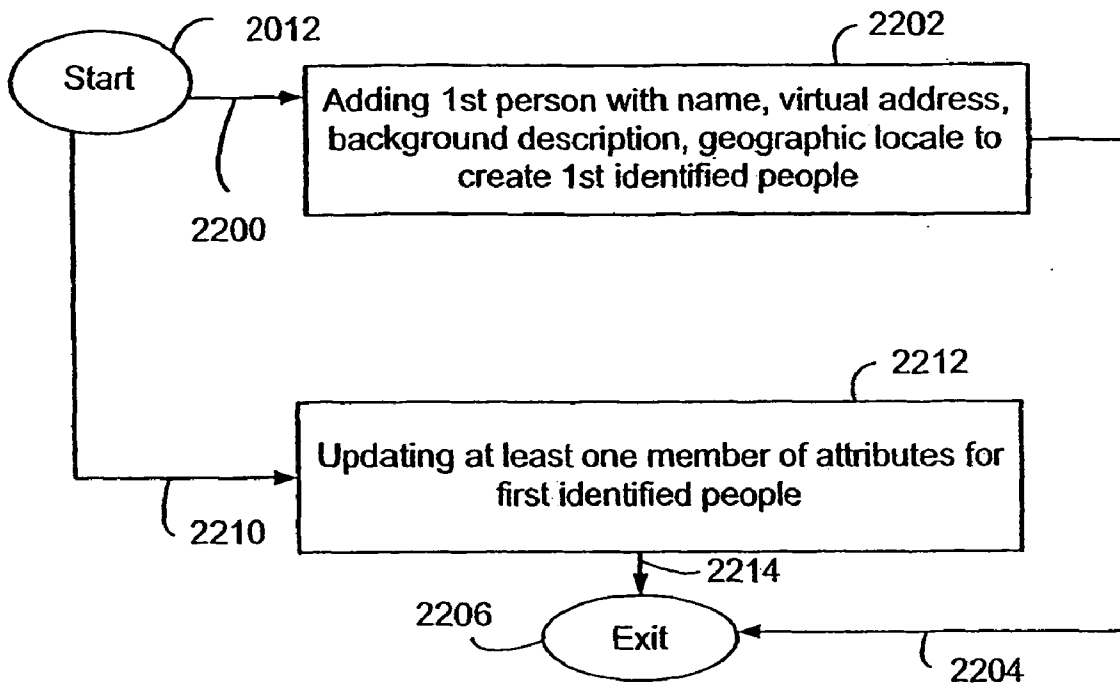 2012
Start
2202
Adding 1st person with name, virtual address,
background description, geographic locale to
create 1st identified people
2200
2212
Updating at least one member of attributes for
first identified people
2210
2214
2206
Exit
2204